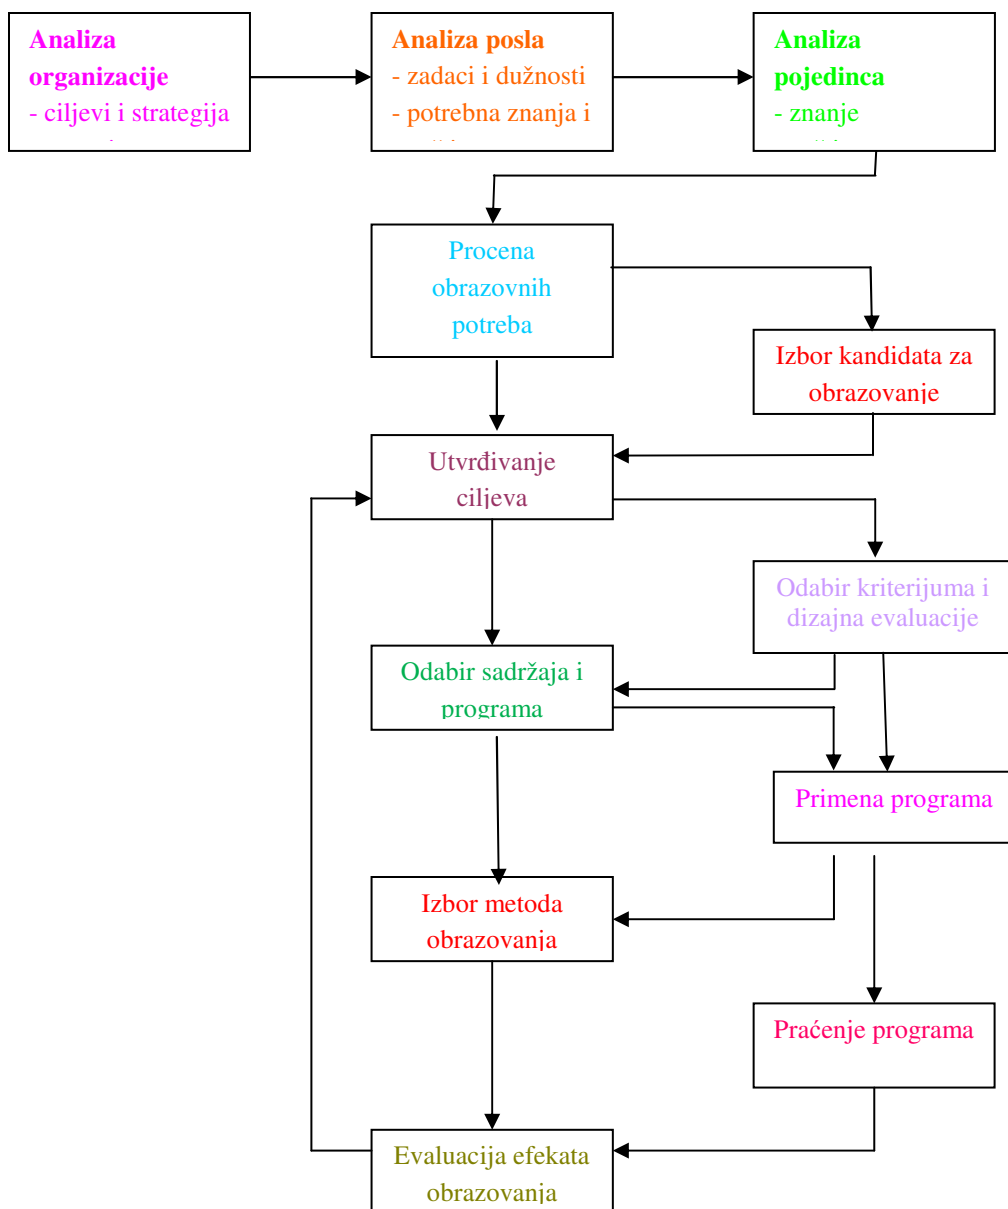 Analiza
organizacije
- ciljevi i strategija
Analiza posla
- zadaci i dužnosti
- potrebna znanja i
Analiza
pojedinca
- znanje
Procena
obrazovnih
potreba
Izbor kandidata za
obrazovanje
Utvrđivanje
ciljeva
Odabir kriterijuma i
dizajna evaluacije
Odabir sadržaja i
programa
Primena programa
Izbor metoda
obrazovanja
Praćenje programa
Evaluacija efekata
obrazovanja